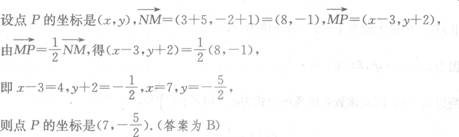 设点 P 的坐标是(x,y),\overrightarrow{NM}=(3+5,-2+1)=(8,-1),\overrightarrow{MP}=(x-3,y+2),
由\overrightarrow{MP}=\frac{1}{2}\overrightarrow{NM},得(x-3,y+2)=\frac{1}{2}(8,-1),
即 x-3=4,y+2=-\frac{1}{2},x=7,y=-\frac{5}{2},
则点 P 的坐标是(7,-\frac{5}{2}).(答案为 B)